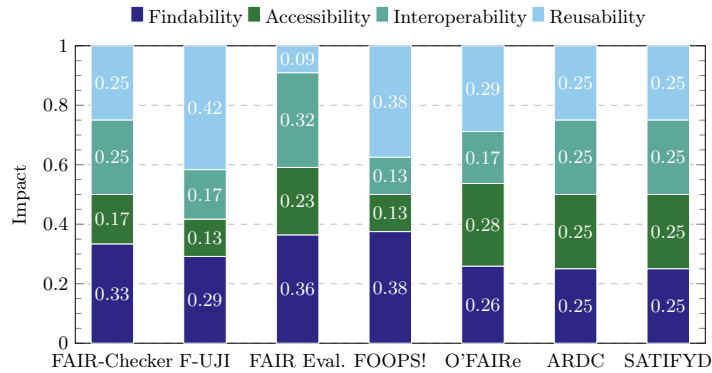 Findability Accessibility Interoperability Reusability
1
0.25 0.42 0.09 0.38 0.29 0.25 0.25
0.8
0.25 0.17 0.32 0.13 0.17 0.25 0.25
0.6
Impact
0.17 0.13 0.23 0.13 0.28 0.25 0.25
0.4
0.33 0.29 0.36 0.38 0.26 0.25 0.25
0.2
0
FAIR-Checker F-UJI FAIR Eval. FOOPS! O'FAIRe ARDC SATIFYD